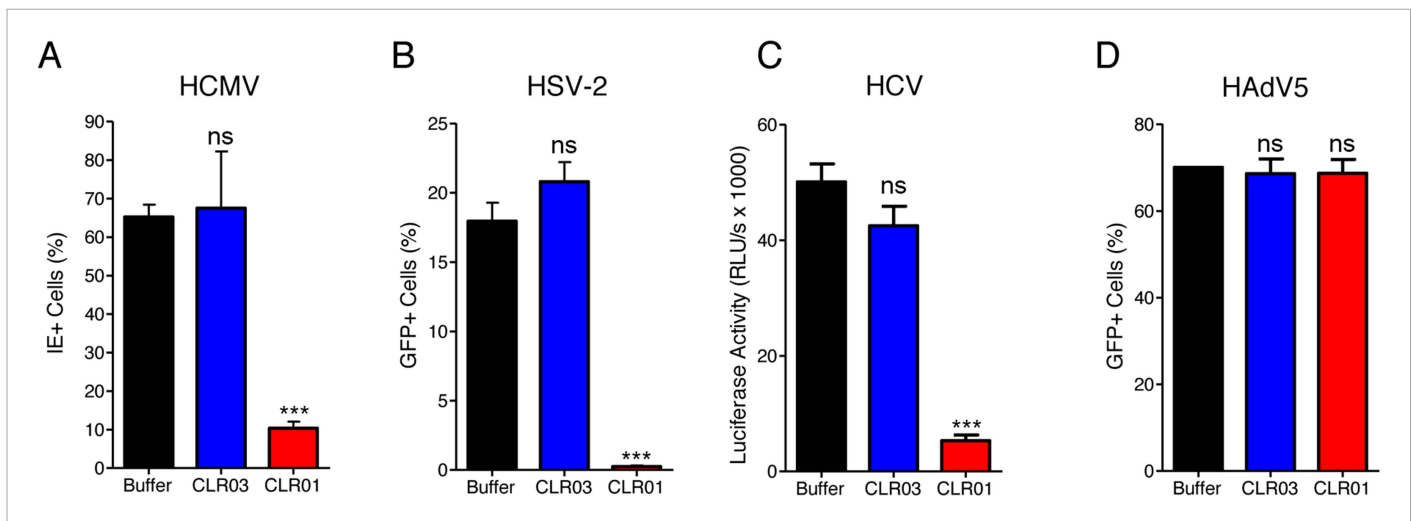 A
HCMV
IE+ Cells (%)
90
80
70
60
50
40
30
20
10
0
ns
***
Buffer CLR03 CLR01
B
HSV-2
GFP+ Cells (%)
25
20
15
10
5
0
ns
***
Buffer CLR03 CLR01
C
HCV
Luciferase Activity (RLU/s x 1000)
60
40
20
0
ns
***
Buffer CLR03 CLR01
D
HAdV5
GFP+ Cells (%)
80
60
40
20
0
ns ns
Buffer CLR03 CLR01